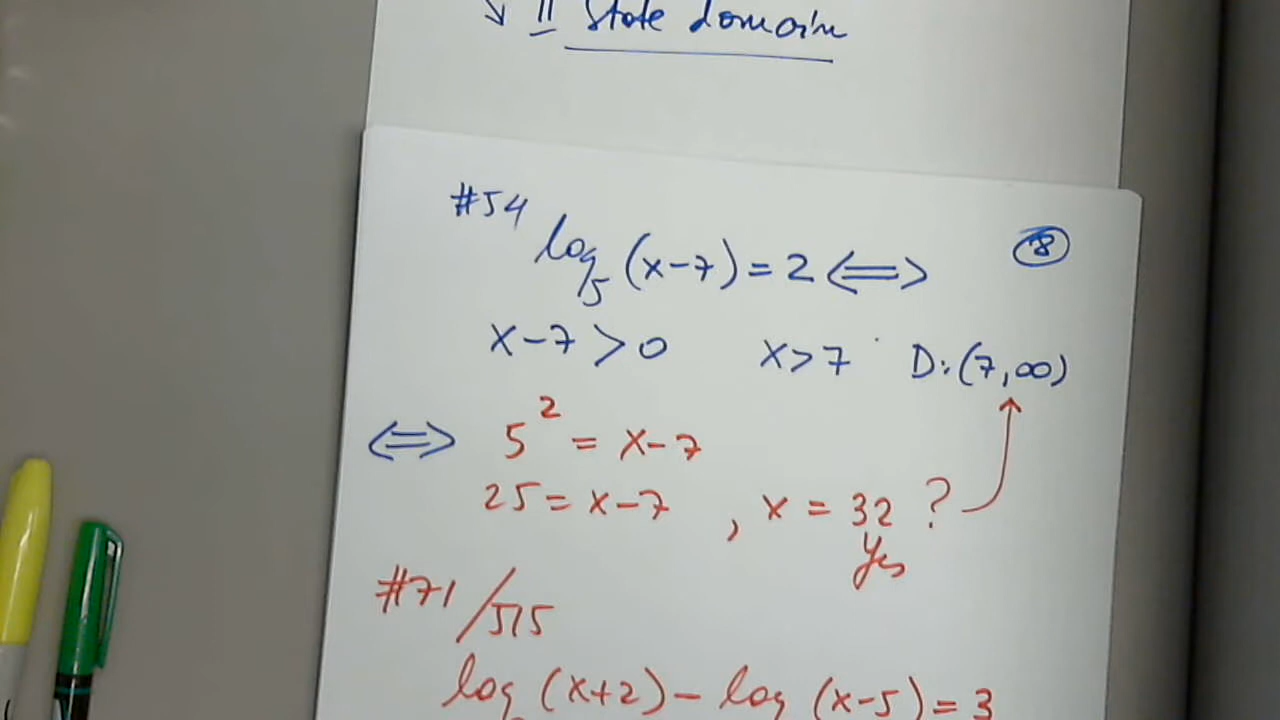 ↓ II State domain
#54
log₅ (x-7) = 2 ⟺
8
x-7 > 0 x > 7 D:(7,∞)
⟺ 5² = x-7
25 = x-7 , x = 32 ?
Yes
#71/515
log (x+2) - log (x-5) = 3